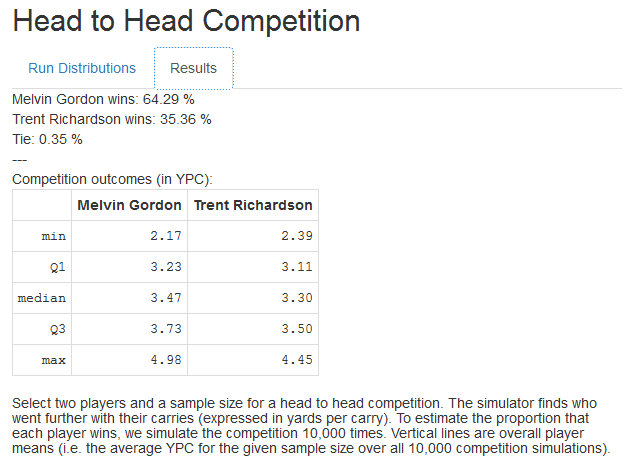 Head to Head Competition
Run Distributions Results
Melvin Gordon wins: 64.29 %
Trent Richardson wins: 35.36 %
Tie: 0.35 %
---
Competition outcomes (in YPC):
Melvin Gordon Trent Richardson
min 2.17 2.39
Q1 3.23 3.11
median 3.47 3.30
Q3 3.73 3.50
max 4.98 4.45
Select two players and a sample size for a head to head competition. The simulator finds who
went further with their carries (expressed in yards per carry). To estimate the proportion that
each player wins, we simulate the competition 10,000 times. Vertical lines are overall player
means (i.e. the average YPC for the given sample size over all 10,000 competition simulations).